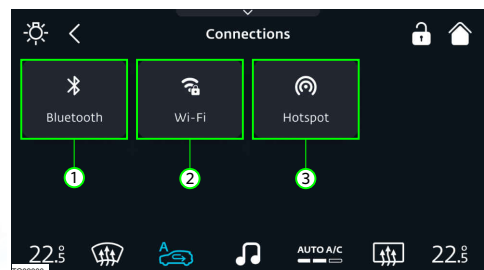 Connections
Bluetooth
Wi-Fi
Hotspot
1
2
3
22.5°
A
AUTO A/C
22.5°